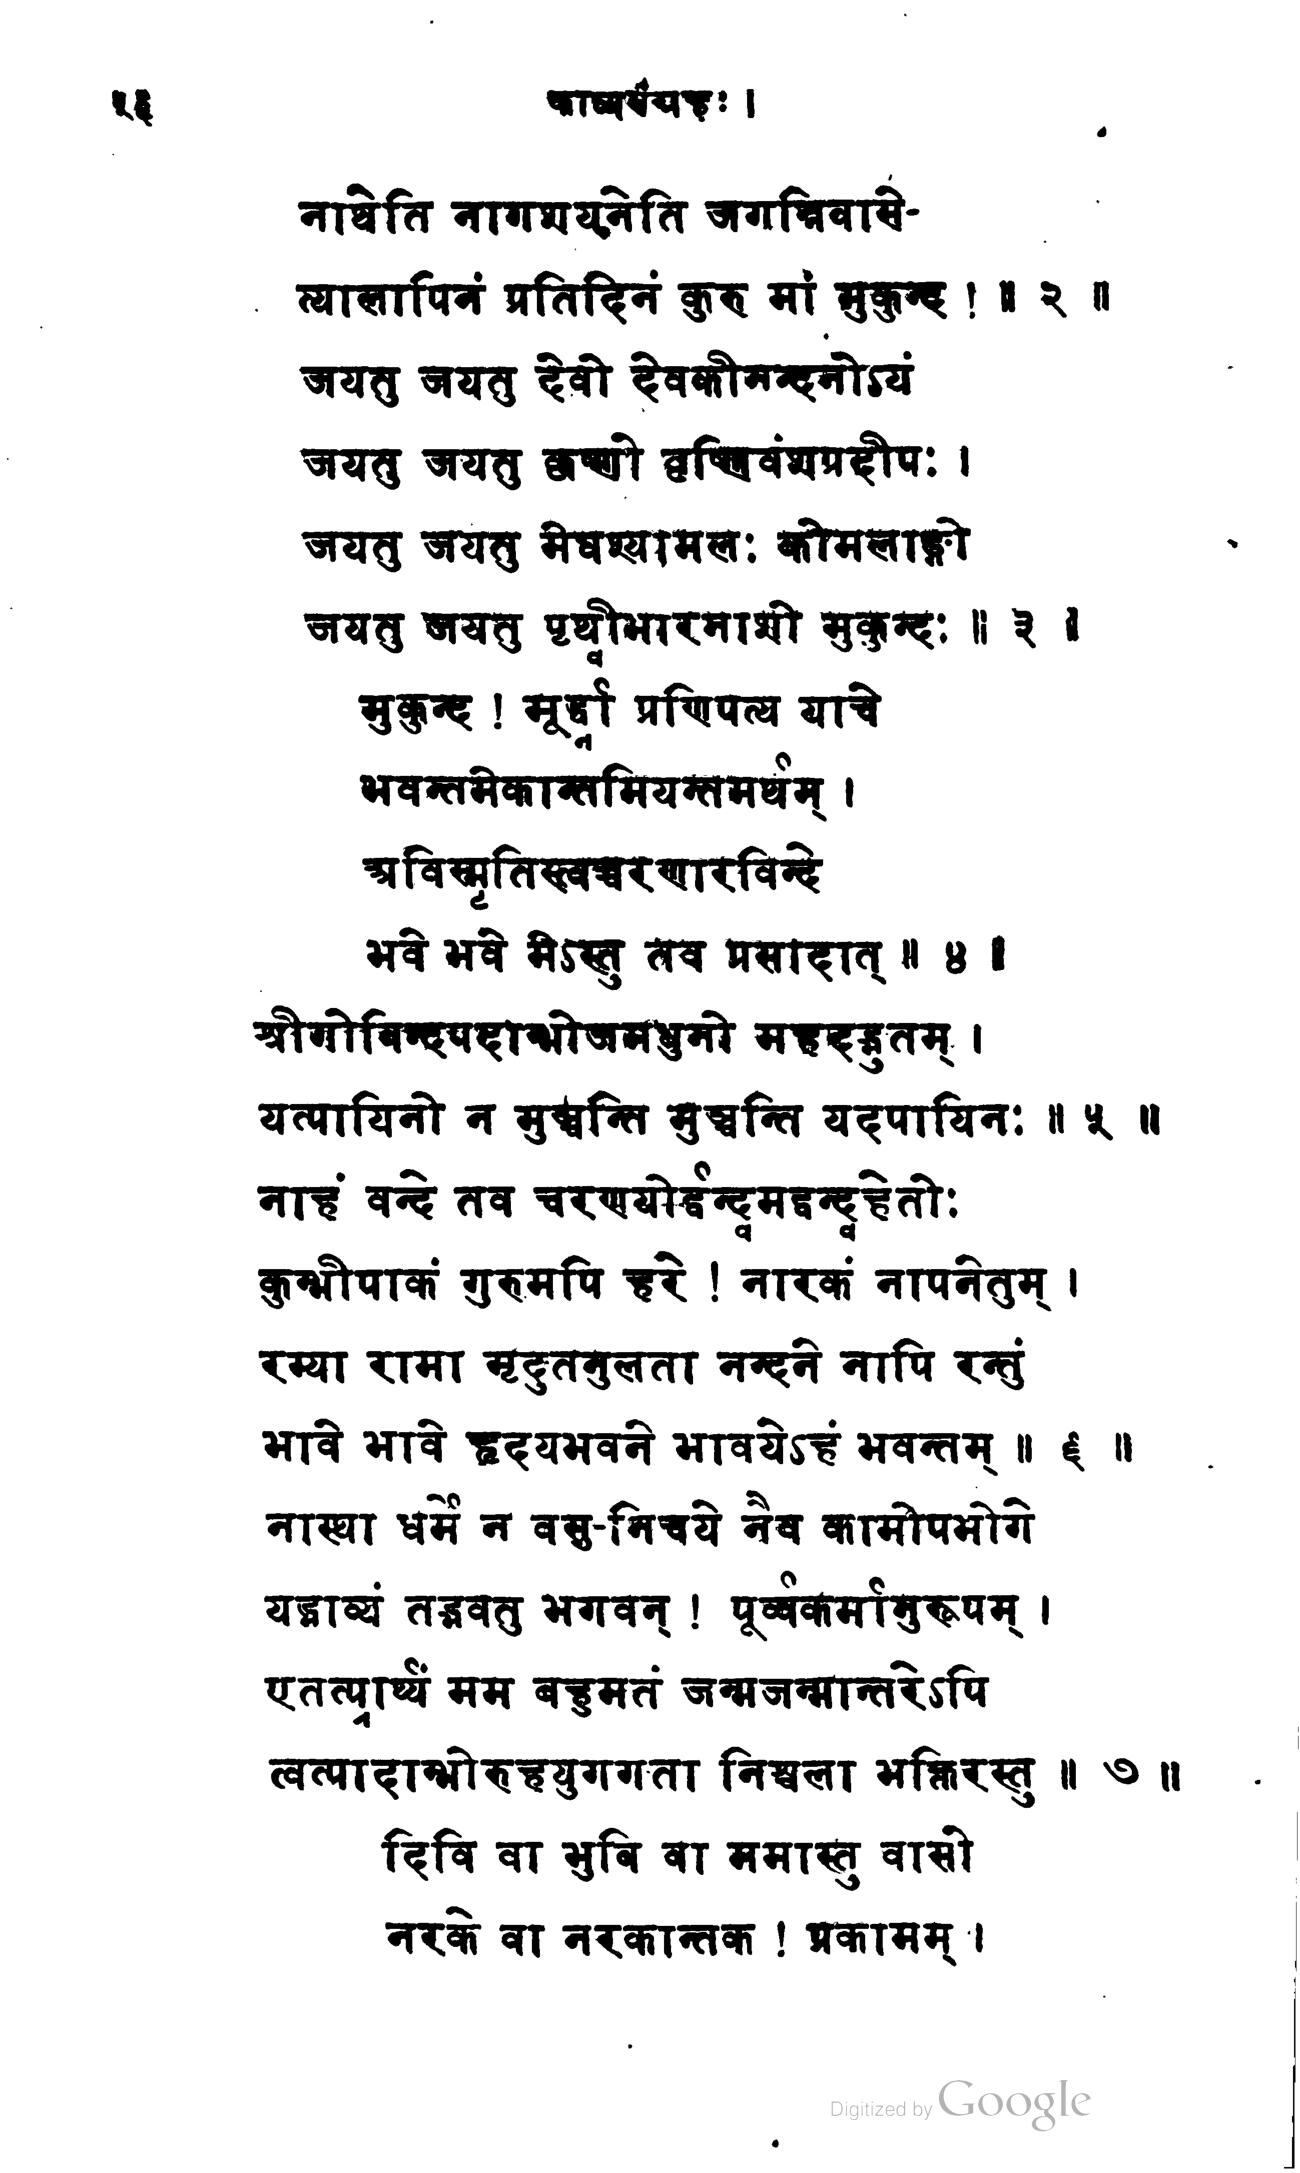 ५६ काव्यसंग्रहः ।
नाथेति नागशयनेति जगन्निवासे-
त्यालापिनं प्रतिदिनं कुरु मां मुकुन्द ! ॥ २ ॥
जयतु जयतु देवो देवकीनन्दनोऽयं
जयतु जयतु कृष्णो वृष्णिवंशप्रदीपः ।
जयतु जयतु मेघश्यामलः कोमलाङ्गो
जयतु जयतु पृथ्वीभारनाशो मुकुन्दः ॥ ३ ॥
मुकुन्द ! मूर्द्ध्ना प्रणिपत्य याचे
भवन्तमेकान्तमियन्तमर्थम् ।
अविस्मृतिस्त्वच्चरणारविन्दे
भवे भवे मेऽस्तु तव प्रसादात् ॥ ४ ॥
श्रीगोविन्दपदाम्भोजमधुनो महदद्भुतम् ।
यत्पायिनो न मुञ्चन्ति मुञ्चन्ति यदपायिनः ॥ ५ ॥
नाहं वन्दे तव चरणयोर्द्वन्द्वमद्वन्द्वहेतोः
कुम्भीपाकं गुरुमपि हरे ! नारकं नापनेतुम् ।
रम्या रामा मृदुतनुलता नन्दने नापि रन्तुं
भावे भावे हृदयभवने भावयेऽहं भवन्तम् ॥ ६ ॥
नास्था धर्मे न वसु-निचये नैव कामोपभोगे
यद्भाव्यं तद्भवतु भगवन् ! पूर्व्वकर्मानुरूपम् ।
एतत्प्रार्थ्यं मम बहुमतं जन्मजन्मान्तरेऽपि
त्वत्पादाम्भोरुहयुगगता निश्चला भक्तिरस्तु ॥ ७ ॥
दिवि वा भुवि वा ममास्तु वासो
नरके वा नरकान्तक ! प्रकामम् ।
Digitized by Google